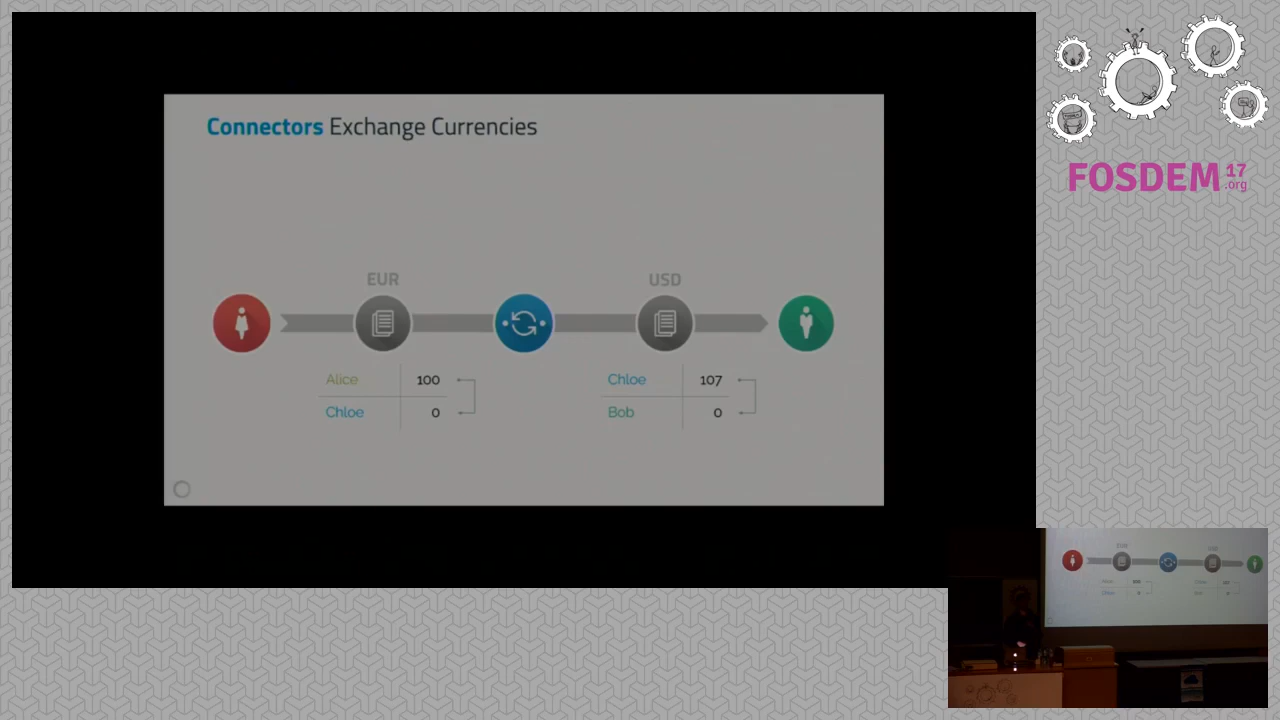 Connectors Exchange Currencies
EUR
USD
Alice 100
Chloe 0
Chloe 107
Bob 0
FOSDEM 17
.org